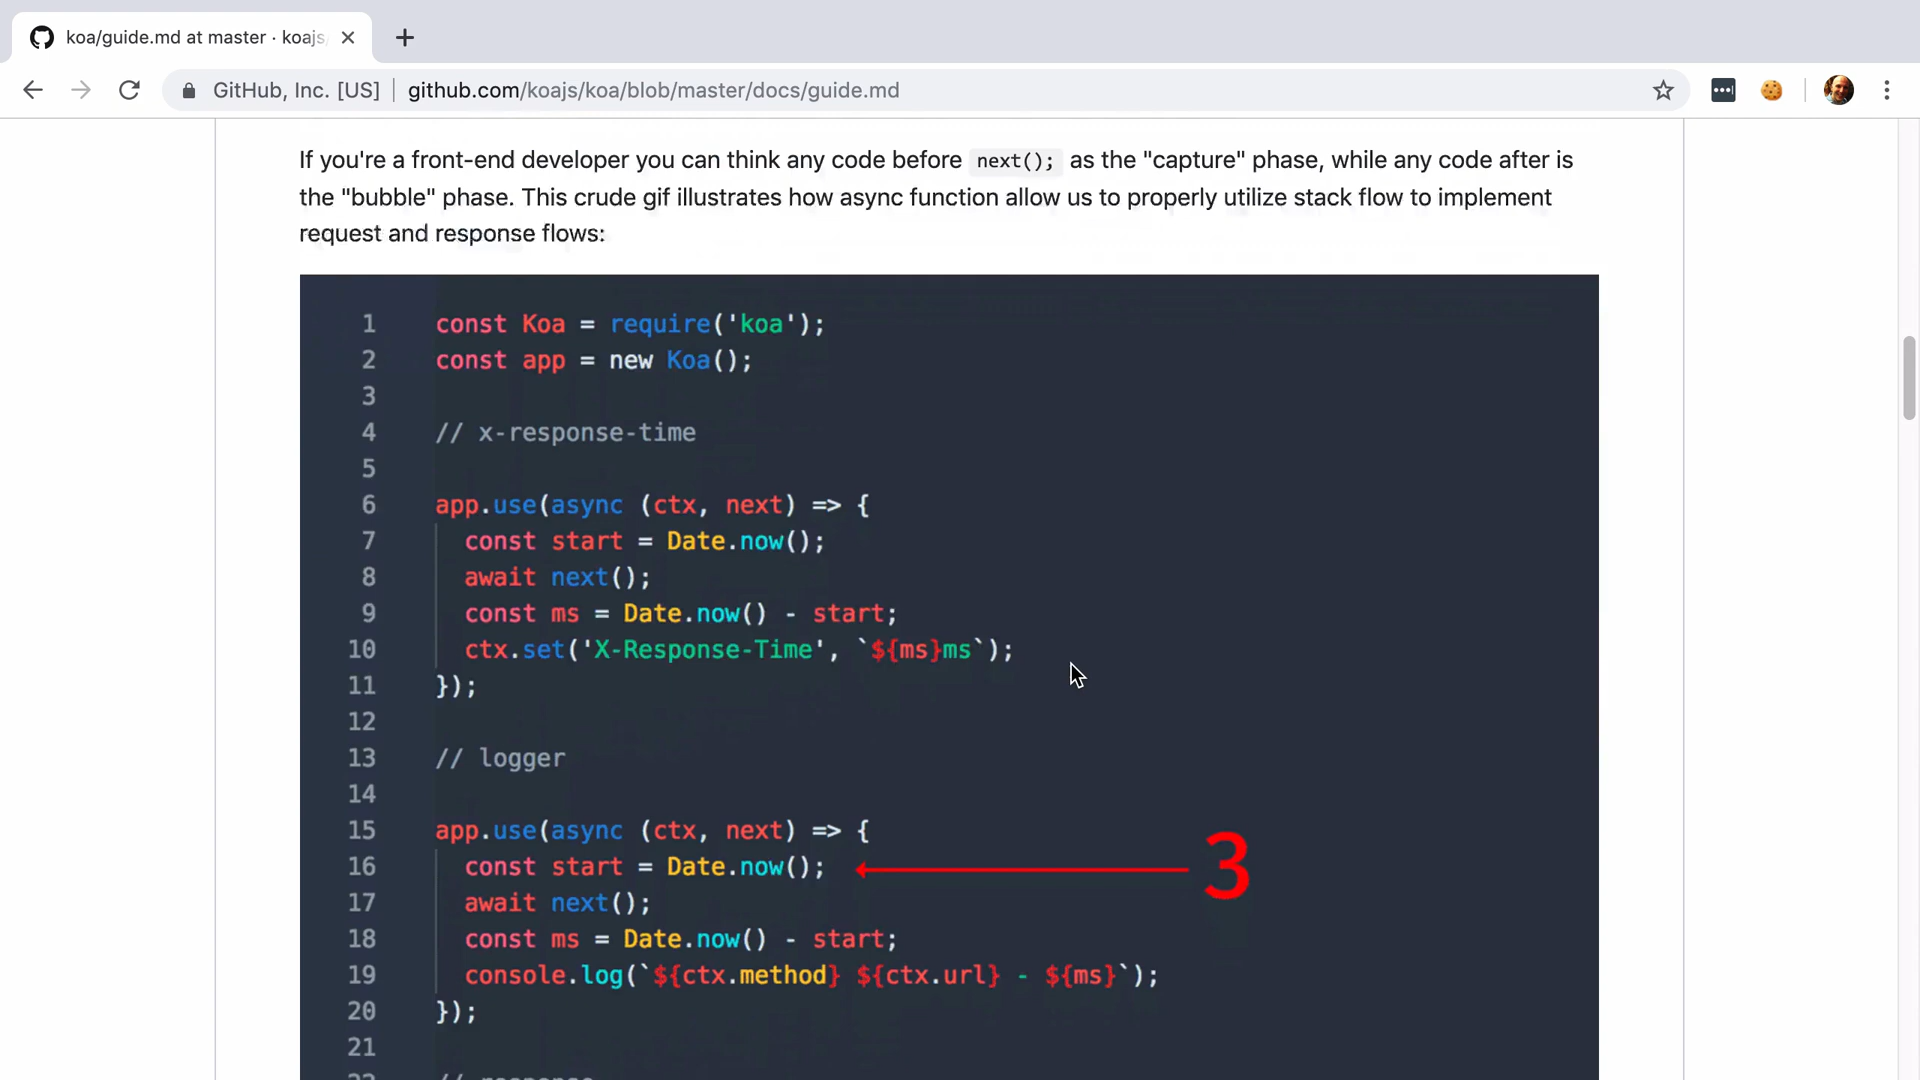 koa/guide.md at master · koajs
GitHub, Inc. [US] github.com/koajs/koa/blob/master/docs/guide.md
If you're a front-end developer you can think any code before next(); as the "capture" phase, while any code after is
the "bubble" phase. This crude gif illustrates how async function allow us to properly utilize stack flow to implement
request and response flows:
1 const Koa = require('koa');
2 const app = new Koa();
3
4 // x-response-time
5
6 app.use(async (ctx, next) => {
7 const start = Date.now();
8 await next();
9 const ms = Date.now() - start;
10 ctx.set('X-Response-Time', `${ms}ms`);
11 });
12
13 // logger
14
15 app.use(async (ctx, next) => {
16 const start = Date.now(); 3
17 await next();
18 const ms = Date.now() - start;
19 console.log(`${ctx.method} ${ctx.url} - ${ms}`);
20 });
21